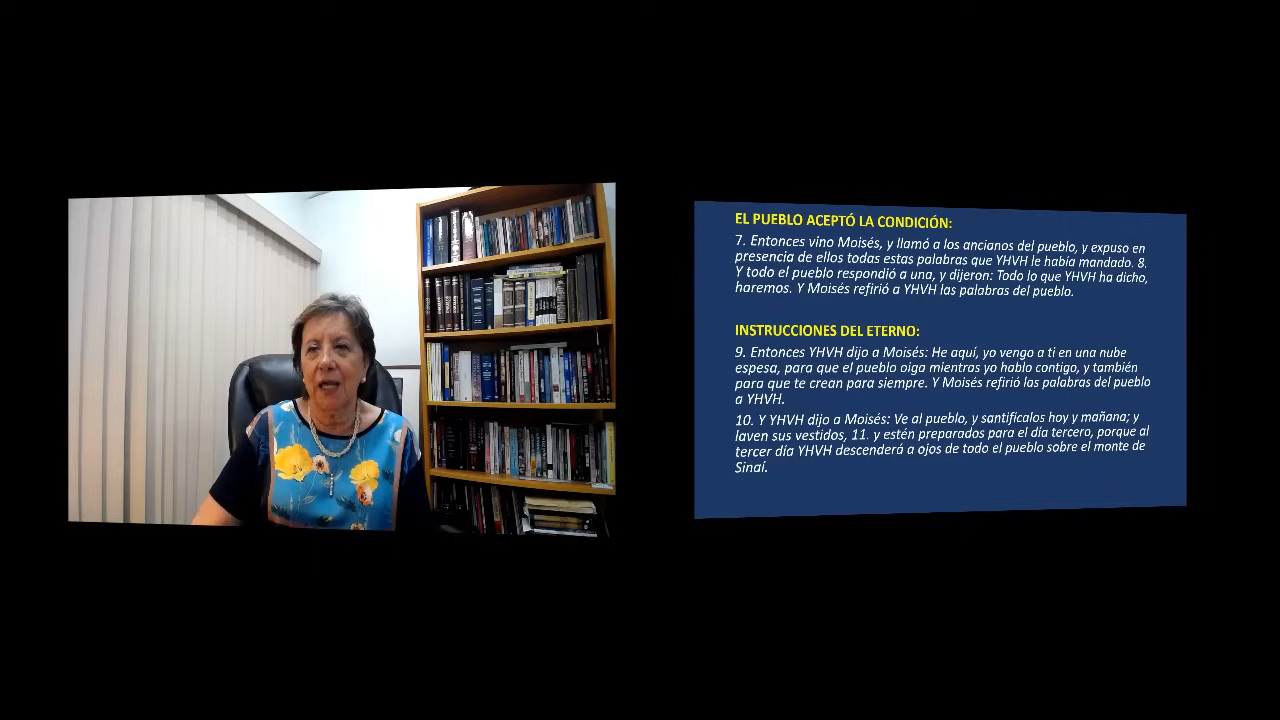 EL PUEBLO ACEPTÓ LA CONDICIÓN:
7. Entonces vino Moisés, y llamó a los ancianos del pueblo, y expuso en
presencia de ellos todas estas palabras que YHVH le había mandado. 8.
Y todo el pueblo respondió a una, y dijeron: Todo lo que YHVH ha dicho,
haremos. Y Moisés refirió a YHVH las palabras del pueblo.
INSTRUCCIONES DEL ETERNO:
9. Entonces YHVH dijo a Moisés: He aquí, yo vengo a ti en una nube
espesa, para que el pueblo oiga mientras yo hablo contigo, y también
para que te crean para siempre. Y Moisés refirió las palabras del pueblo
a YHVH.
10. Y YHVH dijo a Moisés: Ve al pueblo, y santifícalos hoy y mañana; y
laven sus vestidos, 11. y estén preparados para el día tercero, porque al
tercer día YHVH descenderá a ojos de todo el pueblo sobre el monte de
Sinaí.